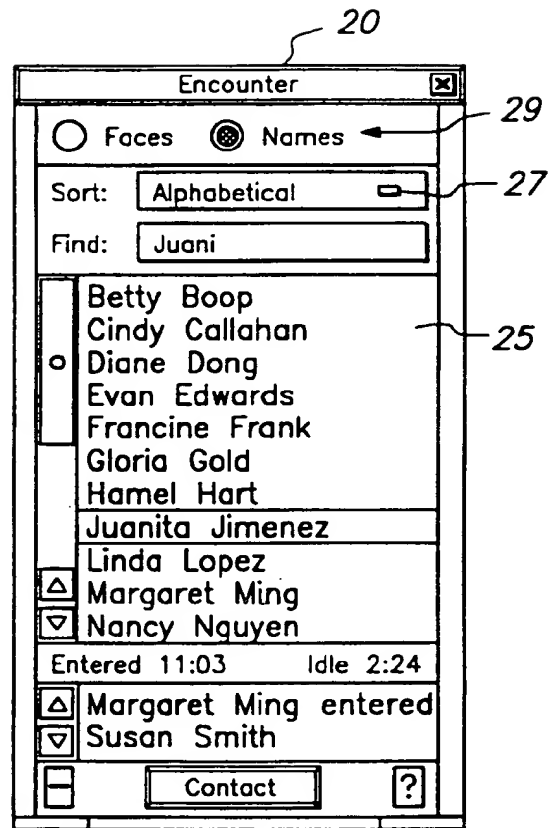 20
Encounter
Faces Names 29
Sort: Alphabetical 27
Find: Juani
Betty Boop
Cindy Callahan 25
Diane Dong
Evan Edwards
Francine Frank
Gloria Gold
Hamel Hart
Juanita Jimenez
Linda Lopez
Margaret Ming
Nancy Nguyen
Entered 11:03 Idle 2:24
Margaret Ming entered
Susan Smith
Contact ?